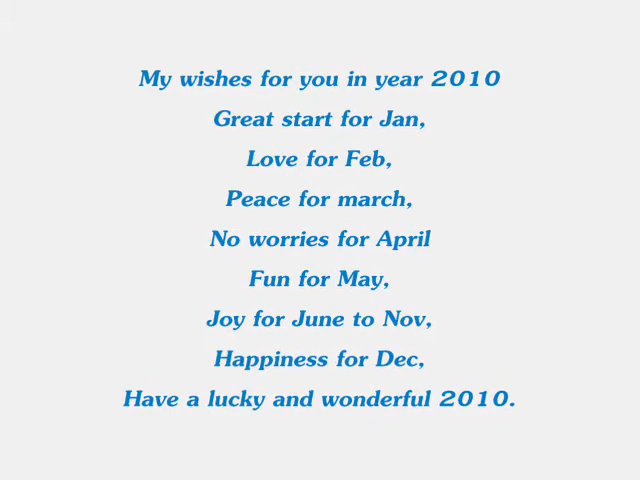 My wishes for you in year 2010
Great start for Jan,
Love for Feb,
Peace for march,
No worries for April
Fun for May,
Joy for June to Nov,
Happiness for Dec,
Have a lucky and wonderful 2010.